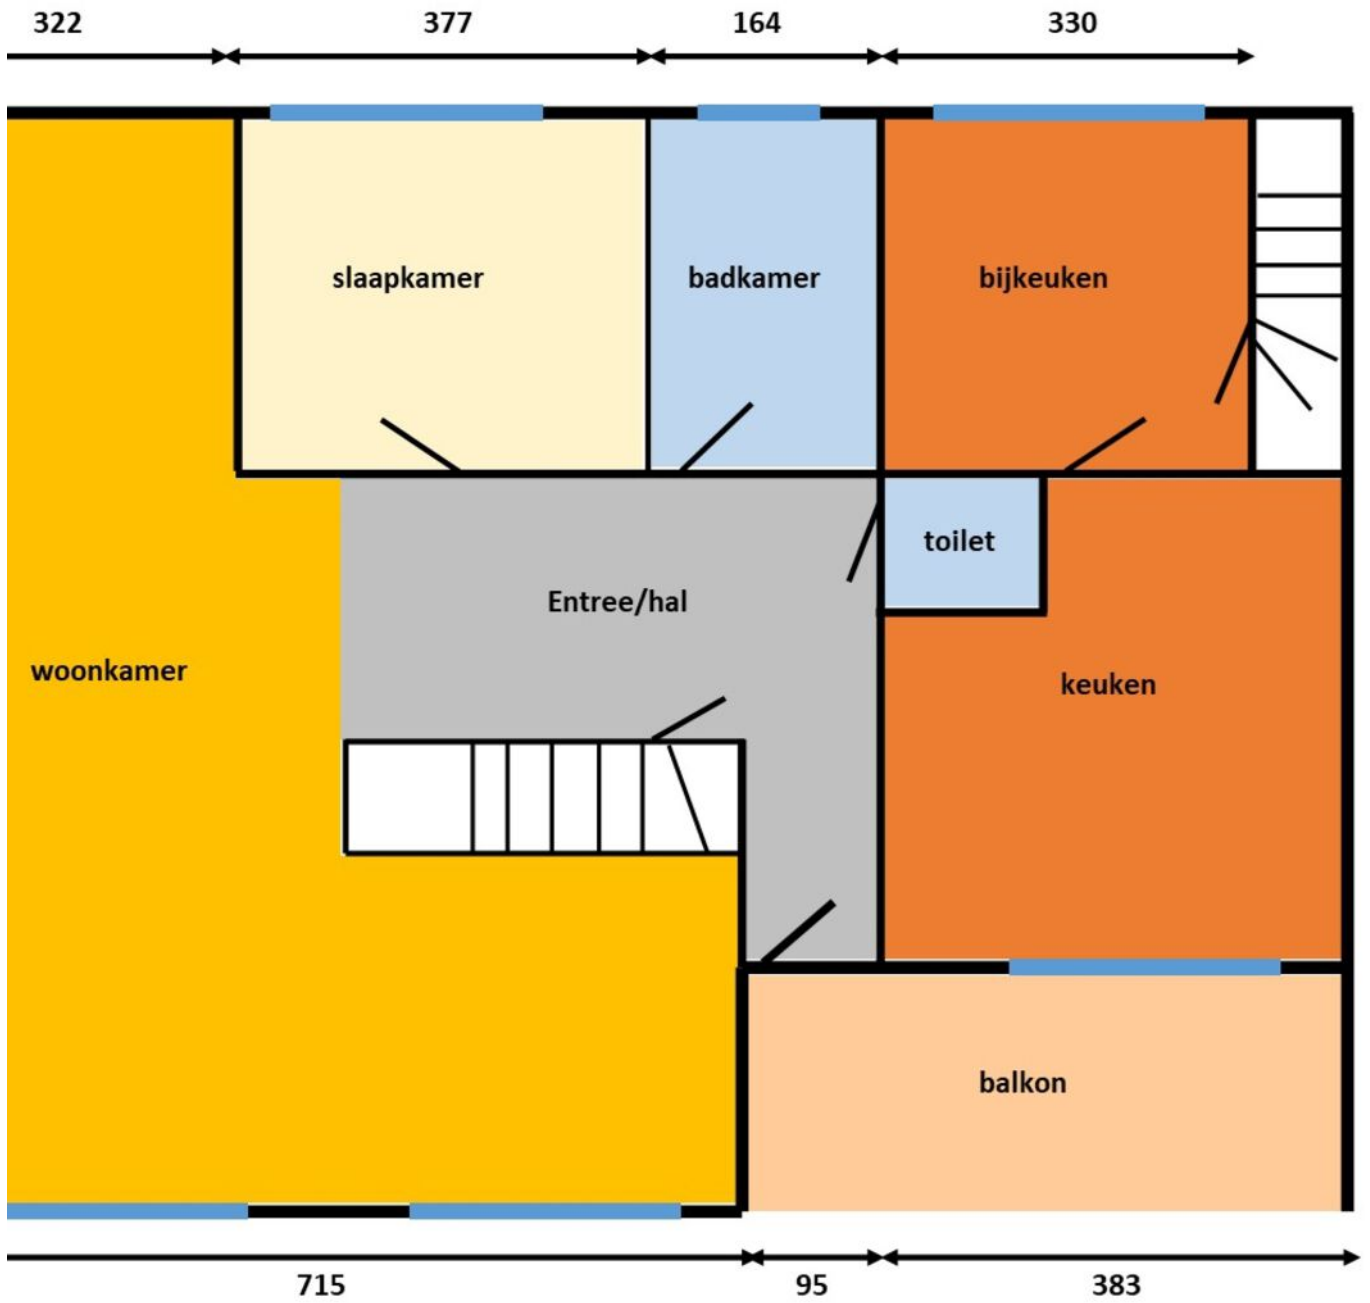 322
377
164
330
slaapkamer
badkamer
bijkeuken
toilet
Entree/hal
woonkamer
keuken
balkon
715
95
383